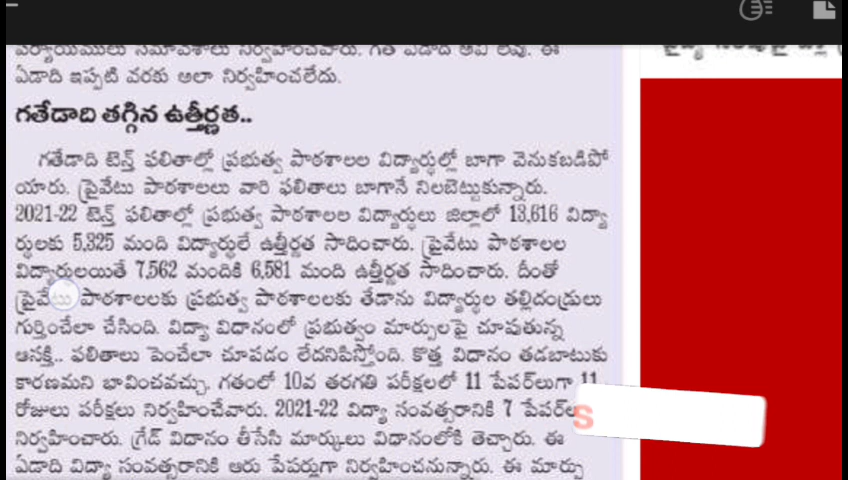 ఏడాది ఇప్పటి వరకు అలా నిర్వహించలేదు.
గతేడాది తగ్గిన ఉత్తీర్ణత..
గతేడాది టెన్త్ ఫలితాల్లో ప్రభుత్వ పాఠశాలల విద్యార్థుల్లో బాగా వెనుకబడిపో
యారు. ప్రైవేటు పాఠశాలలు వారి ఫలితాలు బాగానే నిలబెట్టుకున్నారు.
2021-22 టెన్త్ ఫలితాల్లో ప్రభుత్వ పాఠశాలల విద్యార్థులు జిల్లాలో 13,616 విద్యా
ర్థులకు 5,325 మంది విద్యార్థులే ఉత్తీర్ణత సాధించారు. ప్రైవేటు పాఠశాలల
విద్యార్థులయితే 7,562 మందికి 6,581 మంది ఉత్తీర్ణత సాధించారు. దీంతో
ప్రైవేటు పాఠశాలలకు ప్రభుత్వ పాఠశాలలకు తేడాను విద్యార్థుల తల్లిదండ్రులు
గుర్తించేలా చేసింది. విద్యా విధానంలో ప్రభుత్వం మార్పులపై చూపుతున్న
ఆసక్తి.. ఫలితాలు పెంచేలా చూపడం లేదనిపిస్తోంది. కొత్త విధానం తడబాటుకు
కారణమని భావించవచ్చు. గతంలో 10వ తరగతి పరీక్షలలో 11 పేపర్‌లుగా 11
రోజులు పరీక్షలు నిర్వహించేవారు. 2021-22 విద్యా సంవత్సరానికి 7 పేపర్‌లు
S
నిర్వహించారు. గ్రేడ్ విధానం తీసేసి మార్కులు విధానంలోకి తెచ్చారు. ఈ
ఏడాది విద్యా సంవత్సరానికి ఆరు పేపర్లుగా నిర్వహించనున్నారు. ఈ మార్పు